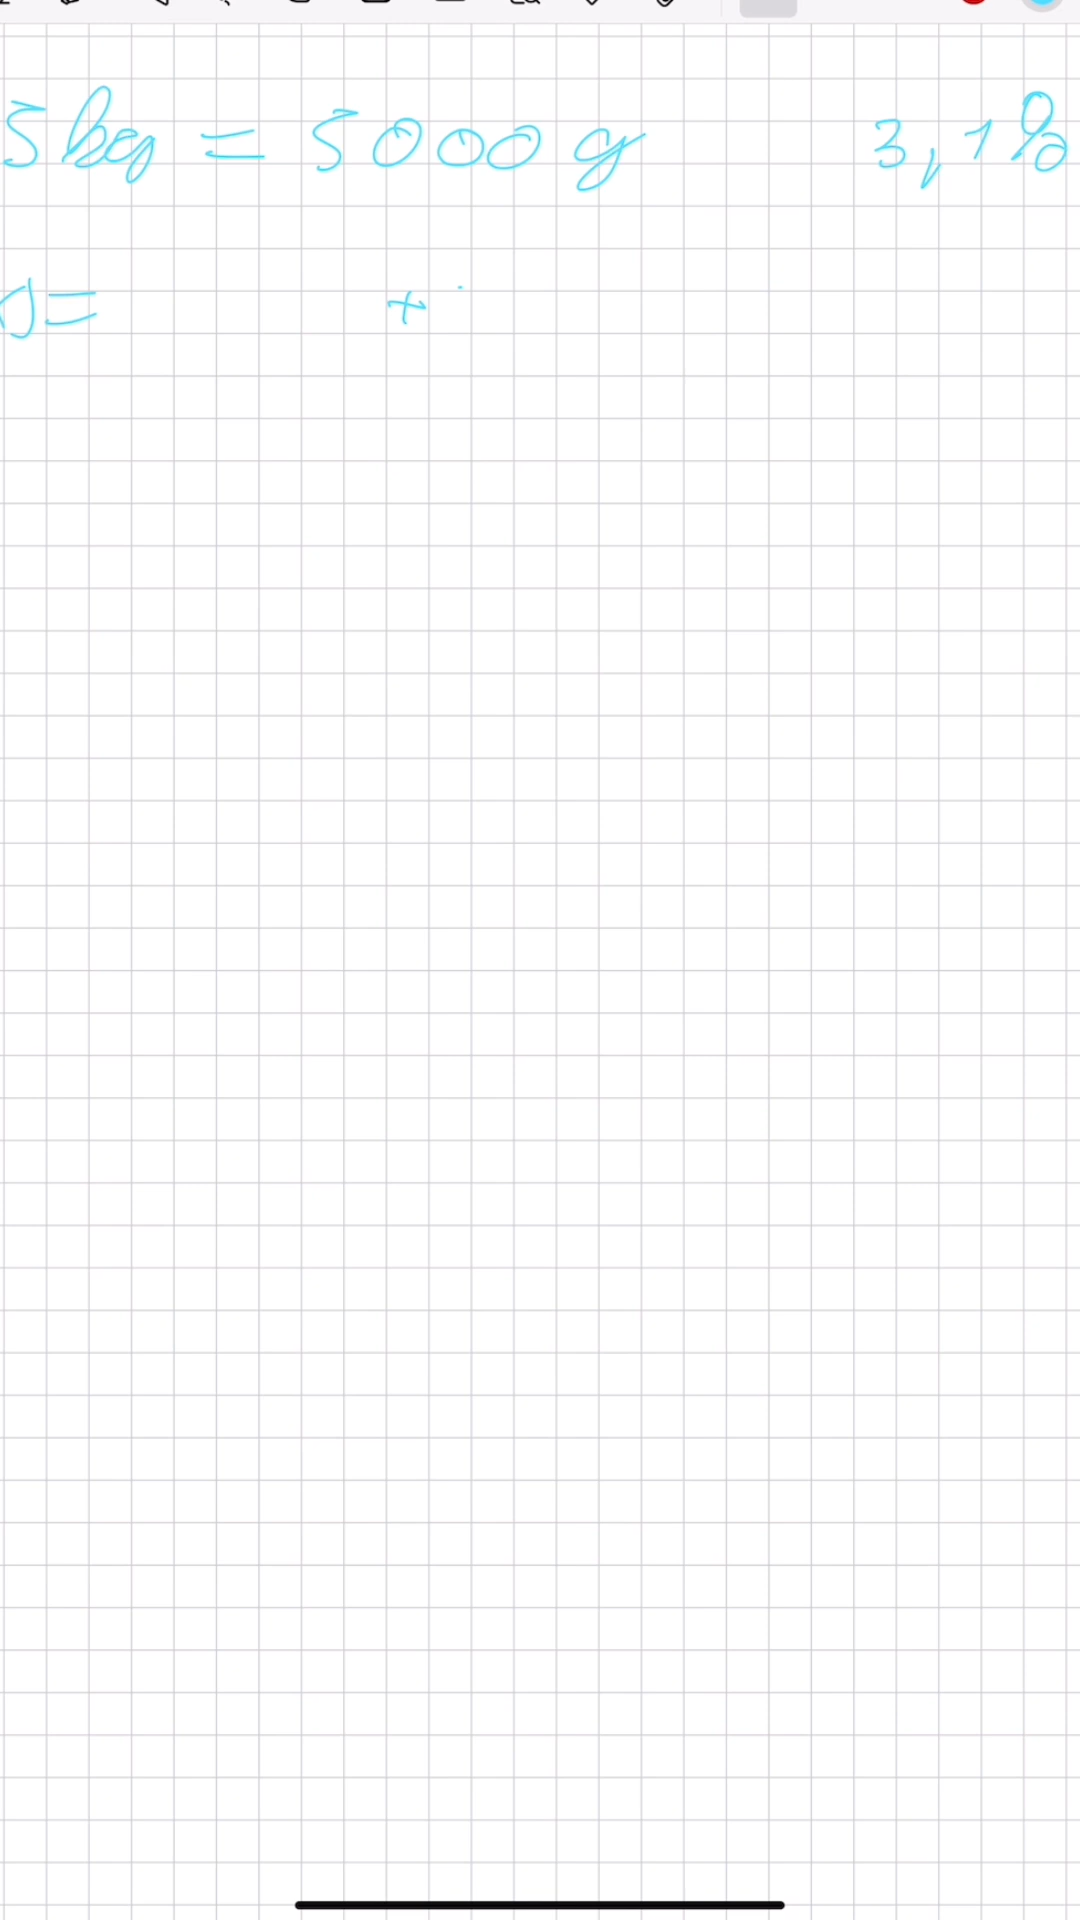 5 kg = 5000 g 3,1%
s= +